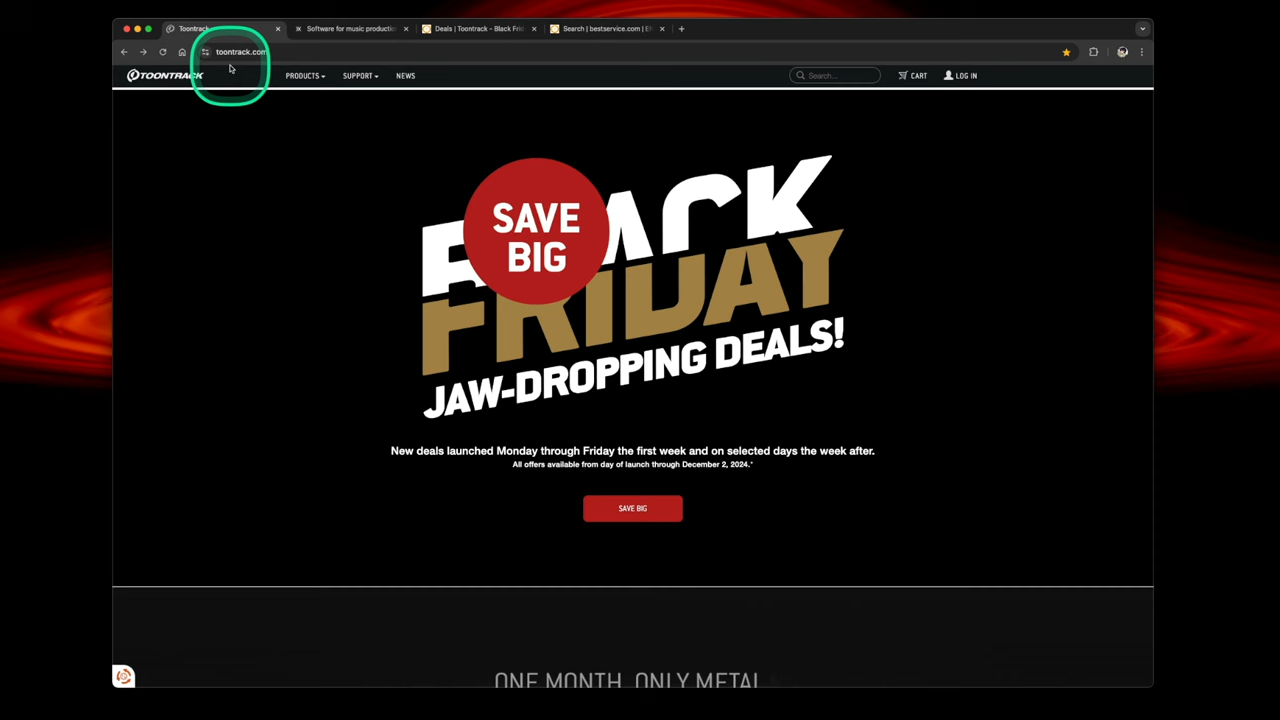 Toontrack
Software for music productio
Deals | Toontrack - Black Fri
Search | bestservice.com | E
toontrack.com
TOONTRACK
PRODUCTS
SUPPORT
NEWS
Search...
CART
LOG IN
SAVE
BIG
BLACK
FRIDAY
JAW-DROPPING DEALS!
New deals launched Monday through Friday the first week and on selected days the week after.
All offers available from day of launch through December 2, 2024.*
SAVE BIG
ONE MONTH. ONLY METAL